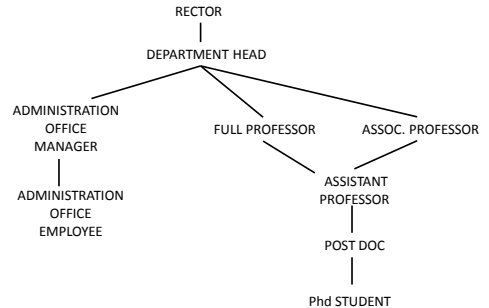 RECTOR
DEPARTMENT HEAD
ADMINISTRATION
OFFICE
MANAGER
FULL PROFESSOR
ASSOC. PROFESSOR
ADMINISTRATION
OFFICE
EMPLOYEE
ASSISTANT
PROFESSOR
POST DOC
Phd STUDENT